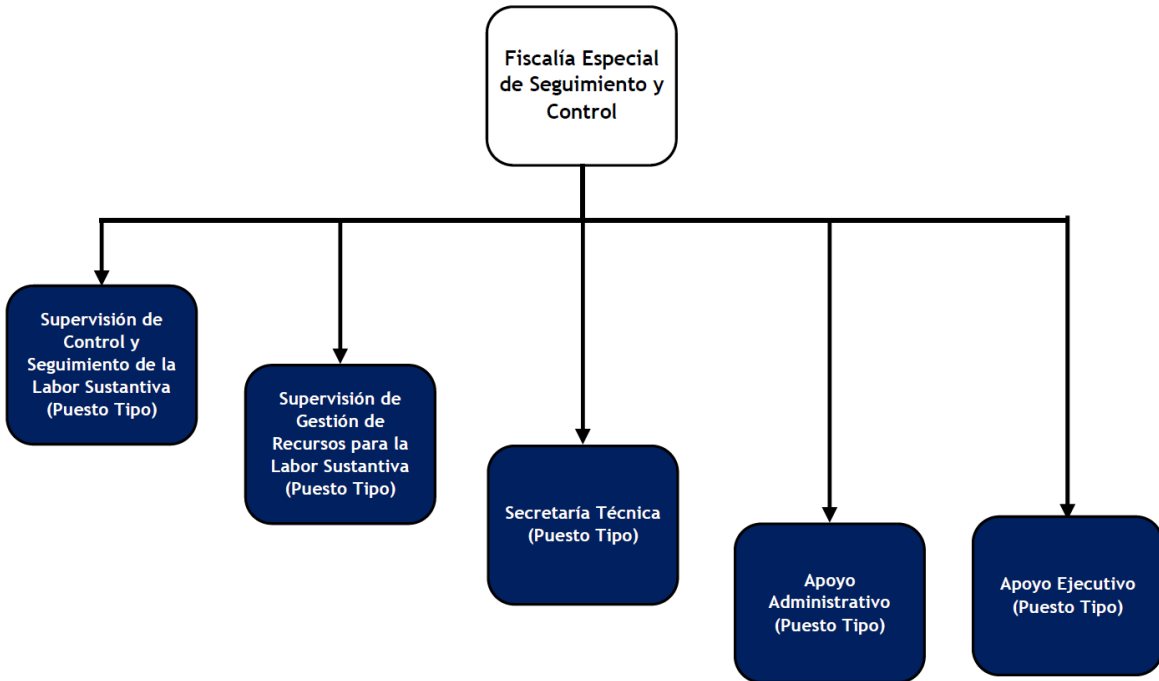 Fiscalía Especial
de Seguimiento y
Control
Supervisión de
Control y
Seguimiento de la
Labor Sustantiva
(Puesto Tipo)
Supervisión de
Gestión de
Recursos para la
Labor Sustantiva
(Puesto Tipo)
Secretaría Técnica
(Puesto Tipo)
Apoyo
Administrativo
(Puesto Tipo)
Apoyo Ejecutivo
(Puesto Tipo)